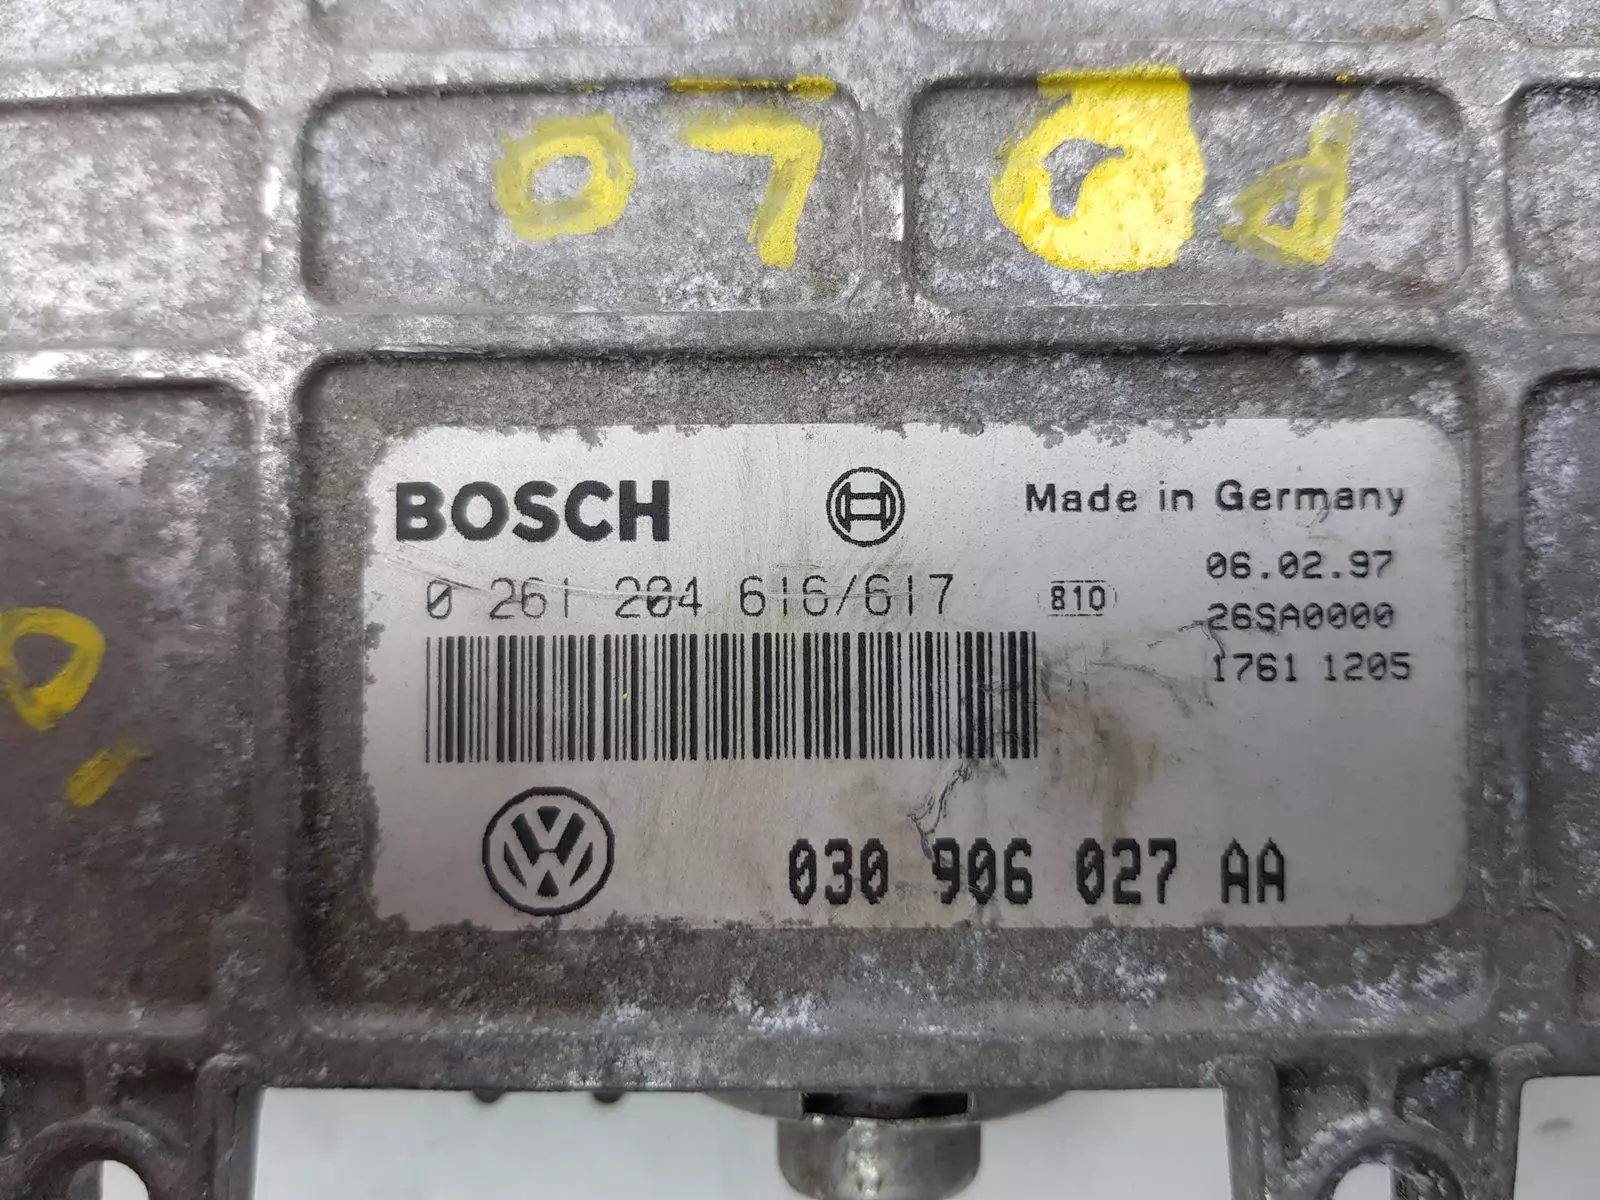 BOSCH
Made in Germany
06.02.97
0 261 204 616/617
810
26SA0000
1761 1205
030 906 027 AA